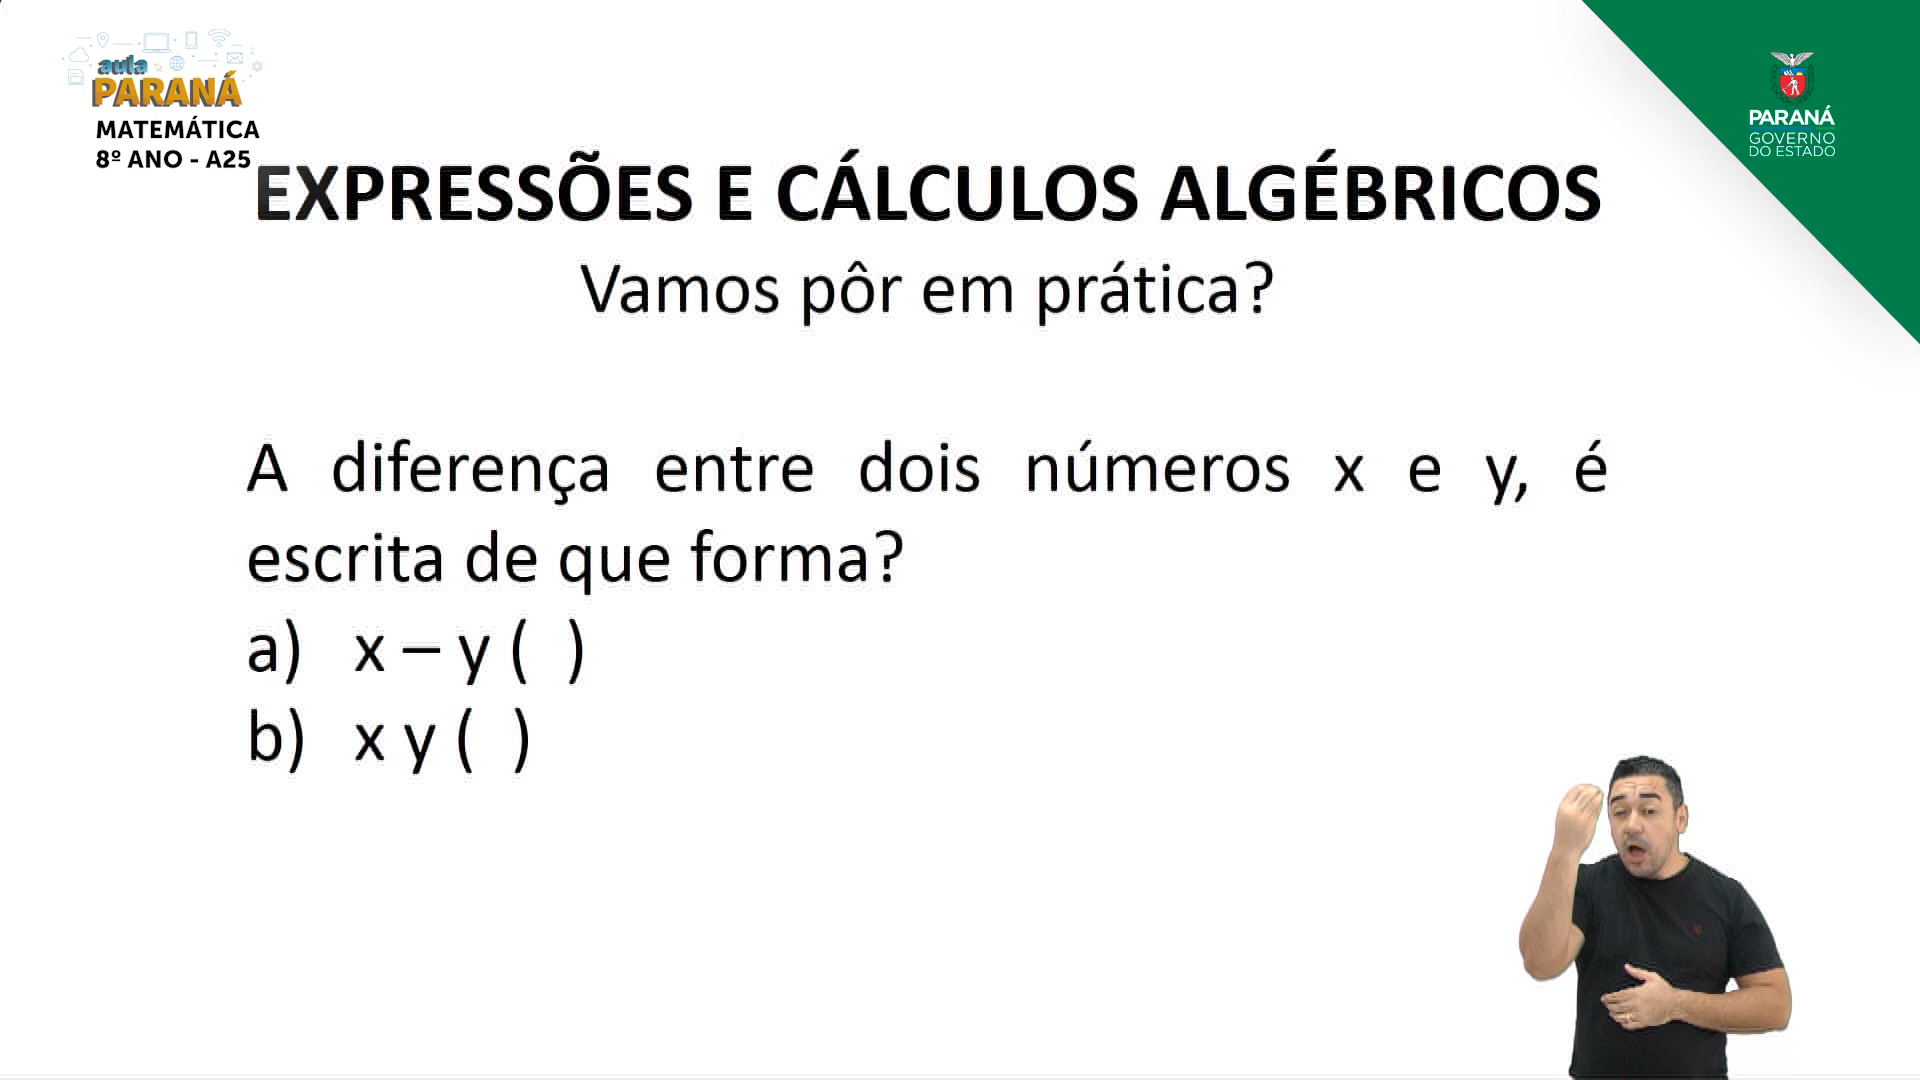 aula
PARANÁ
MATEMÁTICA
8º ANO - A25
PARANÁ
GOVERNO
DO ESTADO
EXPRESSÕES E CÁLCULOS ALGÉBRICOS
Vamos pôr em prática?
A diferença entre dois números x e y, é
escrita de que forma?
a) x – y ( )
b) x y ( )